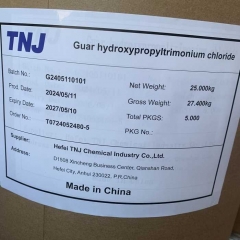 TNJ Guar hydroxypropyltrimonium chloride
Batch No.: G2405110101 Net Weight: 25.000kg
Pro Date: 2024/05/11 Gross Weight: 27.400kg
Expiry Date: 2027/05/10 Total PKGS: 5.000
Order No.: T0724052480-5 PKG No.:
Supplier:
Hefei TNJ Chemical Industry Co., Ltd.
D1508 Xincheng Business Center, Qianshan Road,
Hefei City, Anhui 230022. P.R.China
Made in China